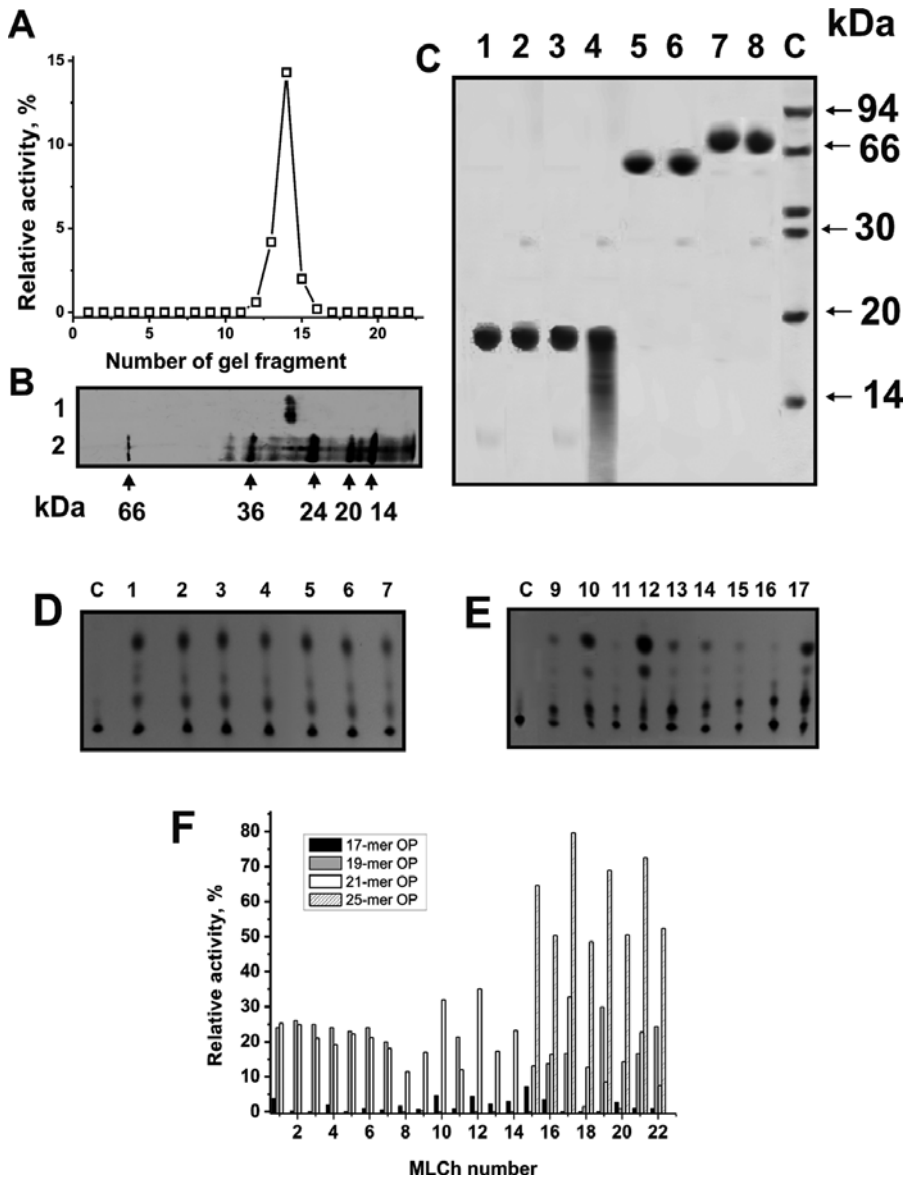 A
Relative activity, %
15
10
5
0
0 5 10 15 20
Number of gel fragment
B
1
2
kDa 66 36 24 20 14
C
1 2 3 4 5 6 7 8 C
kDa
94
66
30
20
14
D
C 1 2 3 4 5 6 7
E
C 9 10 11 12 13 14 15 16 17
F
Relative activity, %
80
70
60
50
40
30
20
10
0
17-mer OP
19-mer OP
21-mer OP
25-mer OP
2 4 6 8 10 12 14 16 18 20 22
MLCh number